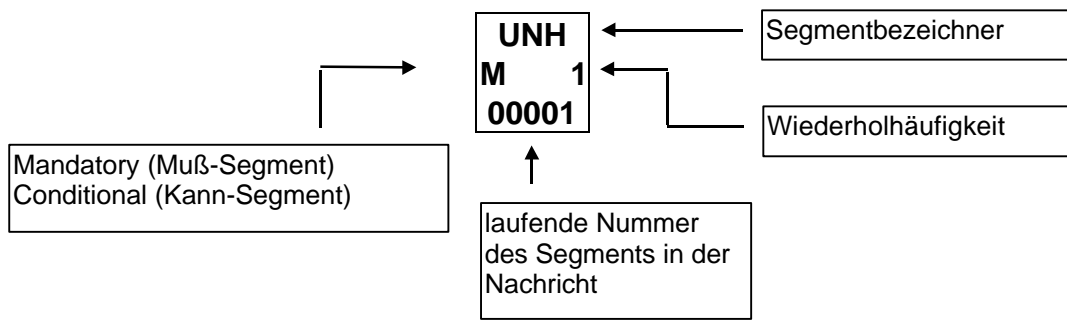 UNH
M 1
00001
Segmentbezeichner
Wiederholhäufigkeit
Mandatory (Muß-Segment)
Conditional (Kann-Segment)
laufende Nummer
des Segments in der
Nachricht